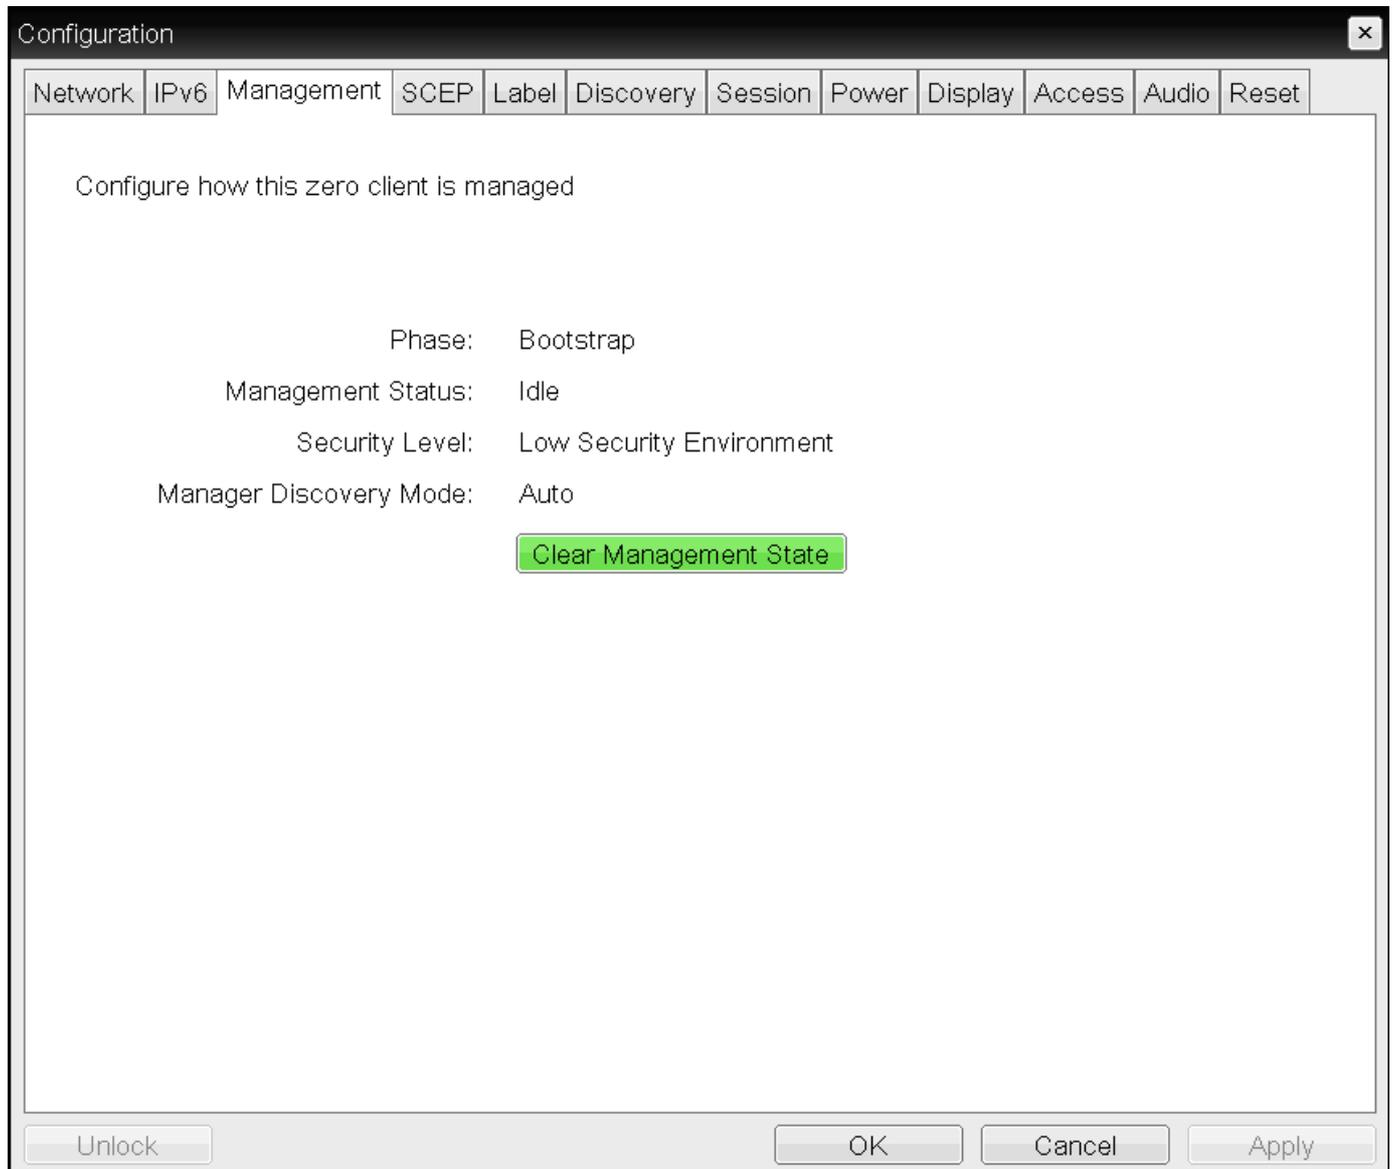 Configuration
Network IPv6 Management SCEP Label Discovery Session Power Display Access Audio Reset
Configure how this zero client is managed
Phase: Bootstrap
Management Status: Idle
Security Level: Low Security Environment
Manager Discovery Mode: Auto
Clear Management State
Unlock OK Cancel Apply